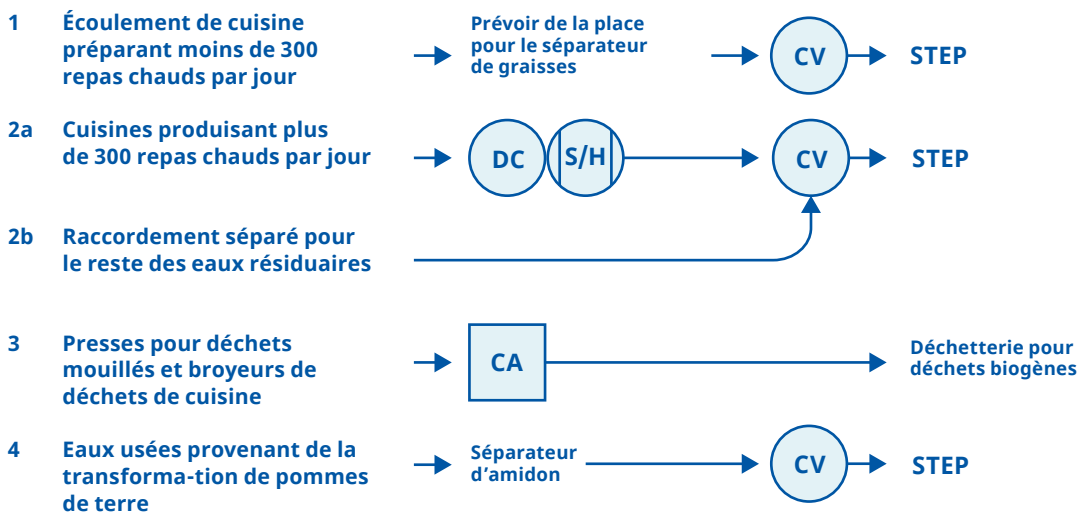 1 Écoulement de cuisine
préparant moins de 300
repas chauds par jour
Prévoir de la place
pour le séparateur
de graisses
CV
STEP
2a Cuisines produisant plus
de 300 repas chauds par jour
DC
S/H
CV
STEP
2b Raccordement séparé pour
le reste des eaux résiduaires
3 Presses pour déchets
mouillés et broyeurs de
déchets de cuisine
CA
Déchetterie pour
déchets biogènes
4 Eaux usées provenant de la
transforma-tion de pommes
de terre
Séparateur
d'amidon
CV
STEP